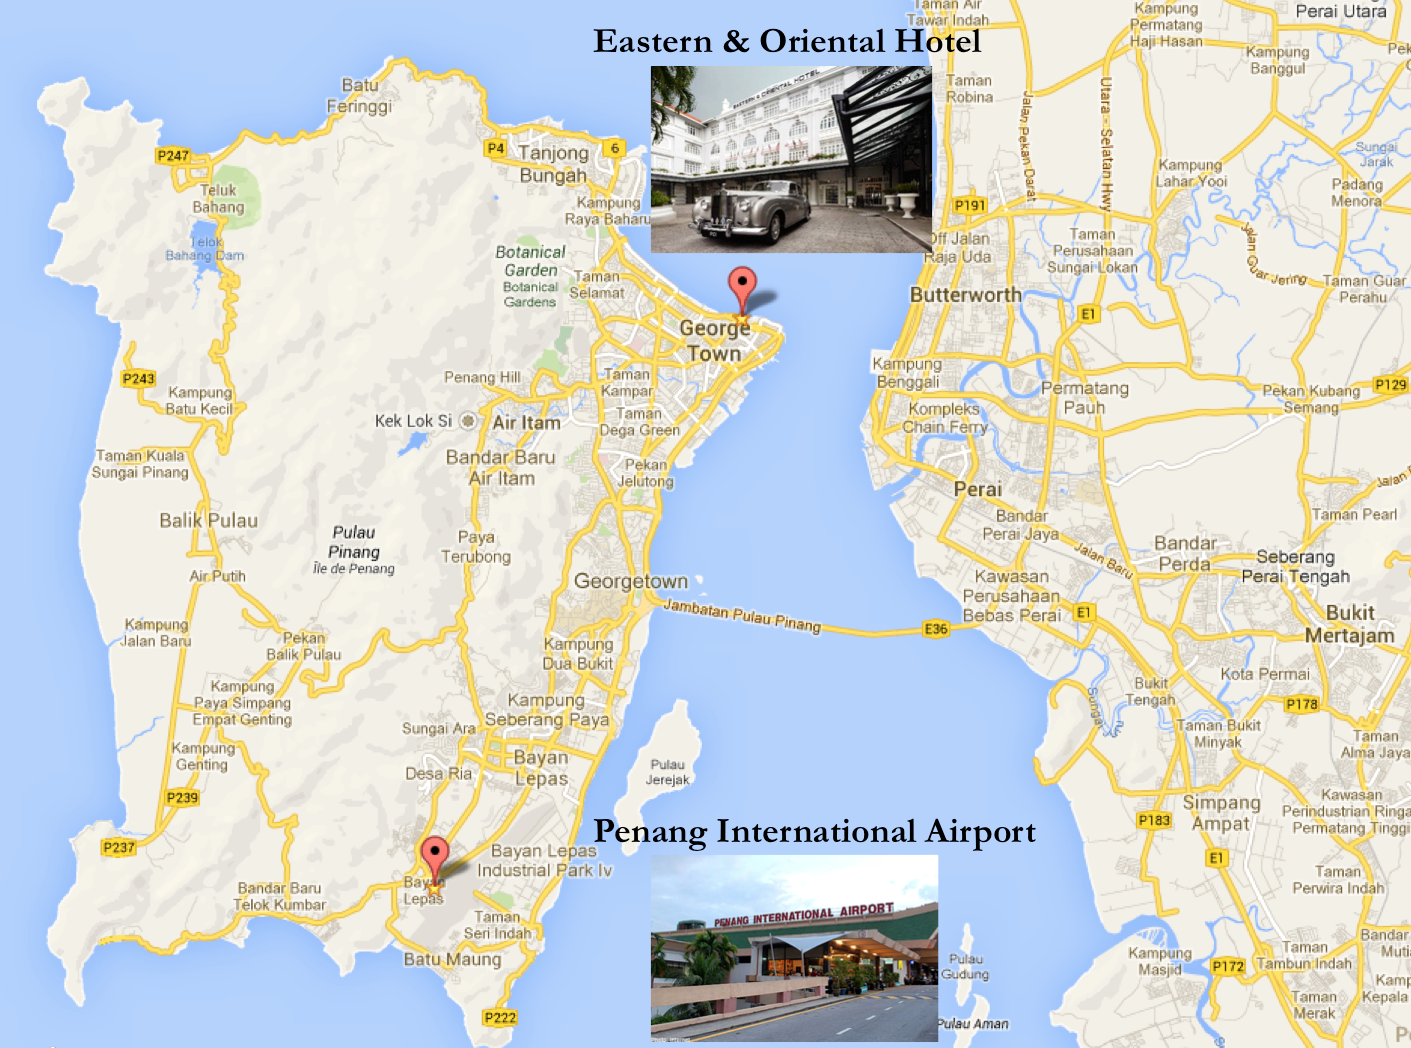 Taman Air
Tawar Indah
Kampung
Permatang
Haji Hasan
Perai Utara
Eastern & Oriental Hotel
Kampung
Banggul
Batu
Feringgi
Taman
Robina
Jalan Pekan Darat
Utara - Selatan Hwy
EASTERN & ORIENTAL HOTEL
P247
P4
Tanjong
Bungah
6
Sungai
Jarak
Kampung
Lahar Yooi
Padang
Menora
Teluk
Bahang
Kampung
Raya Baharu
P191
Telok
Bahang Dam
Botanical
Garden
Botanical
Gardens
Off Jalan
Raja Uda
Taman
Perusahaan
Sungai Lokan
Jalan Guar Jering
Taman
Selamat
Taman Guar
Perahu
Butterworth
E1
George
Town
P243
Kampung
Batu Kecil
Penang Hill
Taman
Kampar
Kampung
Benggali
Permatang
Pauh
Pekan Kubang
Semang
P129
Kek Lok Si
Air Itam
Taman
Dega Green
Kompleks
Chain Ferry
Taman Kuala
Sungai Pinang
Bandar Baru
Air Itam
Pekan
Jelutong
Perai
Balik Pulau
Pulau
Pinang
Île de Penang
Paya
Terubong
Bandar
Perai Jaya
Jalan Baru
Taman Pearl
Bandar
Perda
Seberang
Perai Tengah
Air Putih
Georgetown
Kawasan
Perusahaan
Bebas Perai
Jambatan Pulau Pinang
E36
E1
Bukit
Mertajam
Kampung
Jalan Baru
Pekan
Balik Pulau
Kampung
Dua Bukit
Kota Permai
Kampung
Paya Simpang
Empat Genting
Kampung
Seberang Paya
Sungai
Bukit
Tengah
P178
Sungai Ara
Taman Bukit
Minyak
Taman
Alma Jaya
Kampung
Genting
Desa Ria
Bayan
Lepas
Pulau
Jerejak
P239
P237
Kawasan
Perindustrian Ringa
Permatang Tinggi
Simpang
Ampat
P183
E1
Penang International Airport
Bayan Lepas
Industrial Park Iv
Bayan
Lepas
Bandar Baru
Telok Kumbar
Taman
Perwira Indah
PENANG INTERNATIONAL AIRPORT
Taman
Seri Indah
Batu Maung
Pulau
Gudung
Kampung
Masjid
P172
Taman
Tambun Indah
Bandar
Kepala
Taman
Merak
P222
Pulau Aman